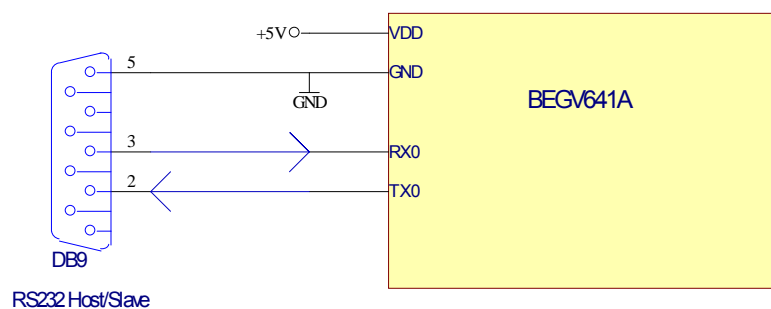 +5V
VDD
5
GND
GND
BEGV641A
3
RX0
2
TX0
DB9
RS232 Host/Slave